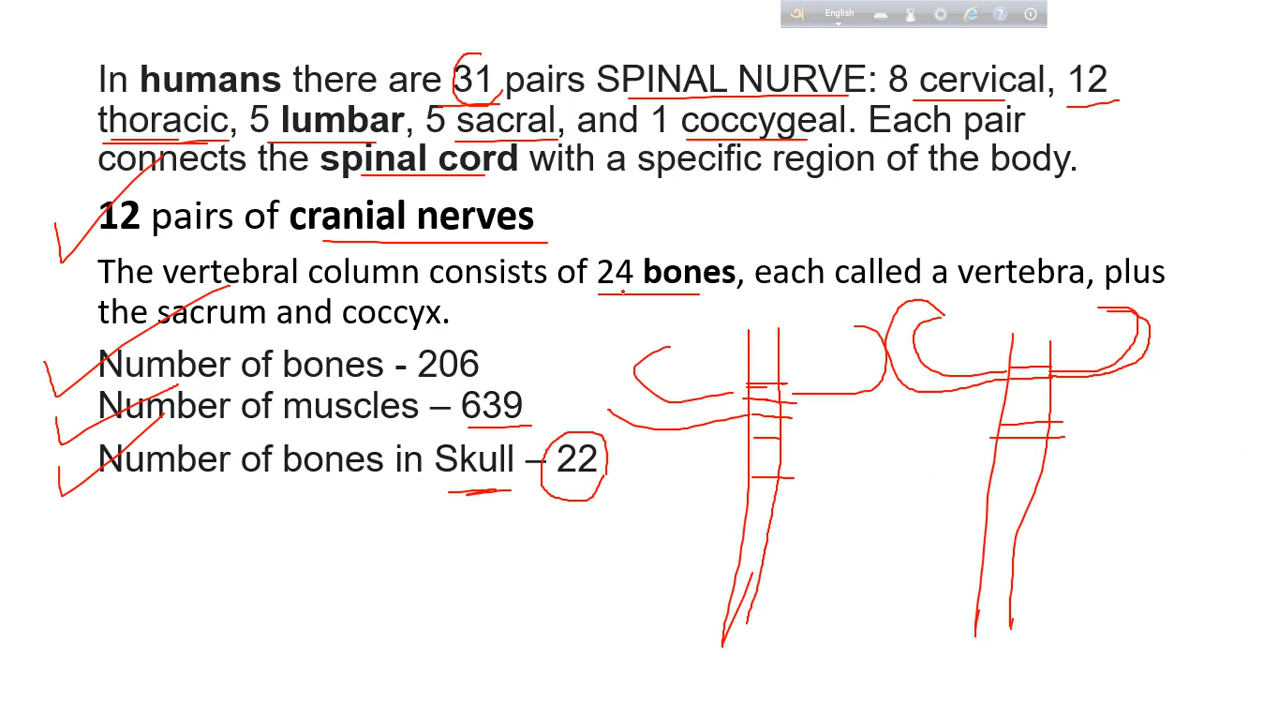 English
In humans there are 31 pairs SPINAL NURVE: 8 cervical, 12
thoracic, 5 lumbar, 5 sacral, and 1 coccygeal. Each pair
connects the spinal cord with a specific region of the body.
12 pairs of cranial nerves
The vertebral column consists of 24 bones, each called a vertebra, plus
the sacrum and coccyx.
Number of bones - 206
Number of muscles – 639
Number of bones in Skull – 22